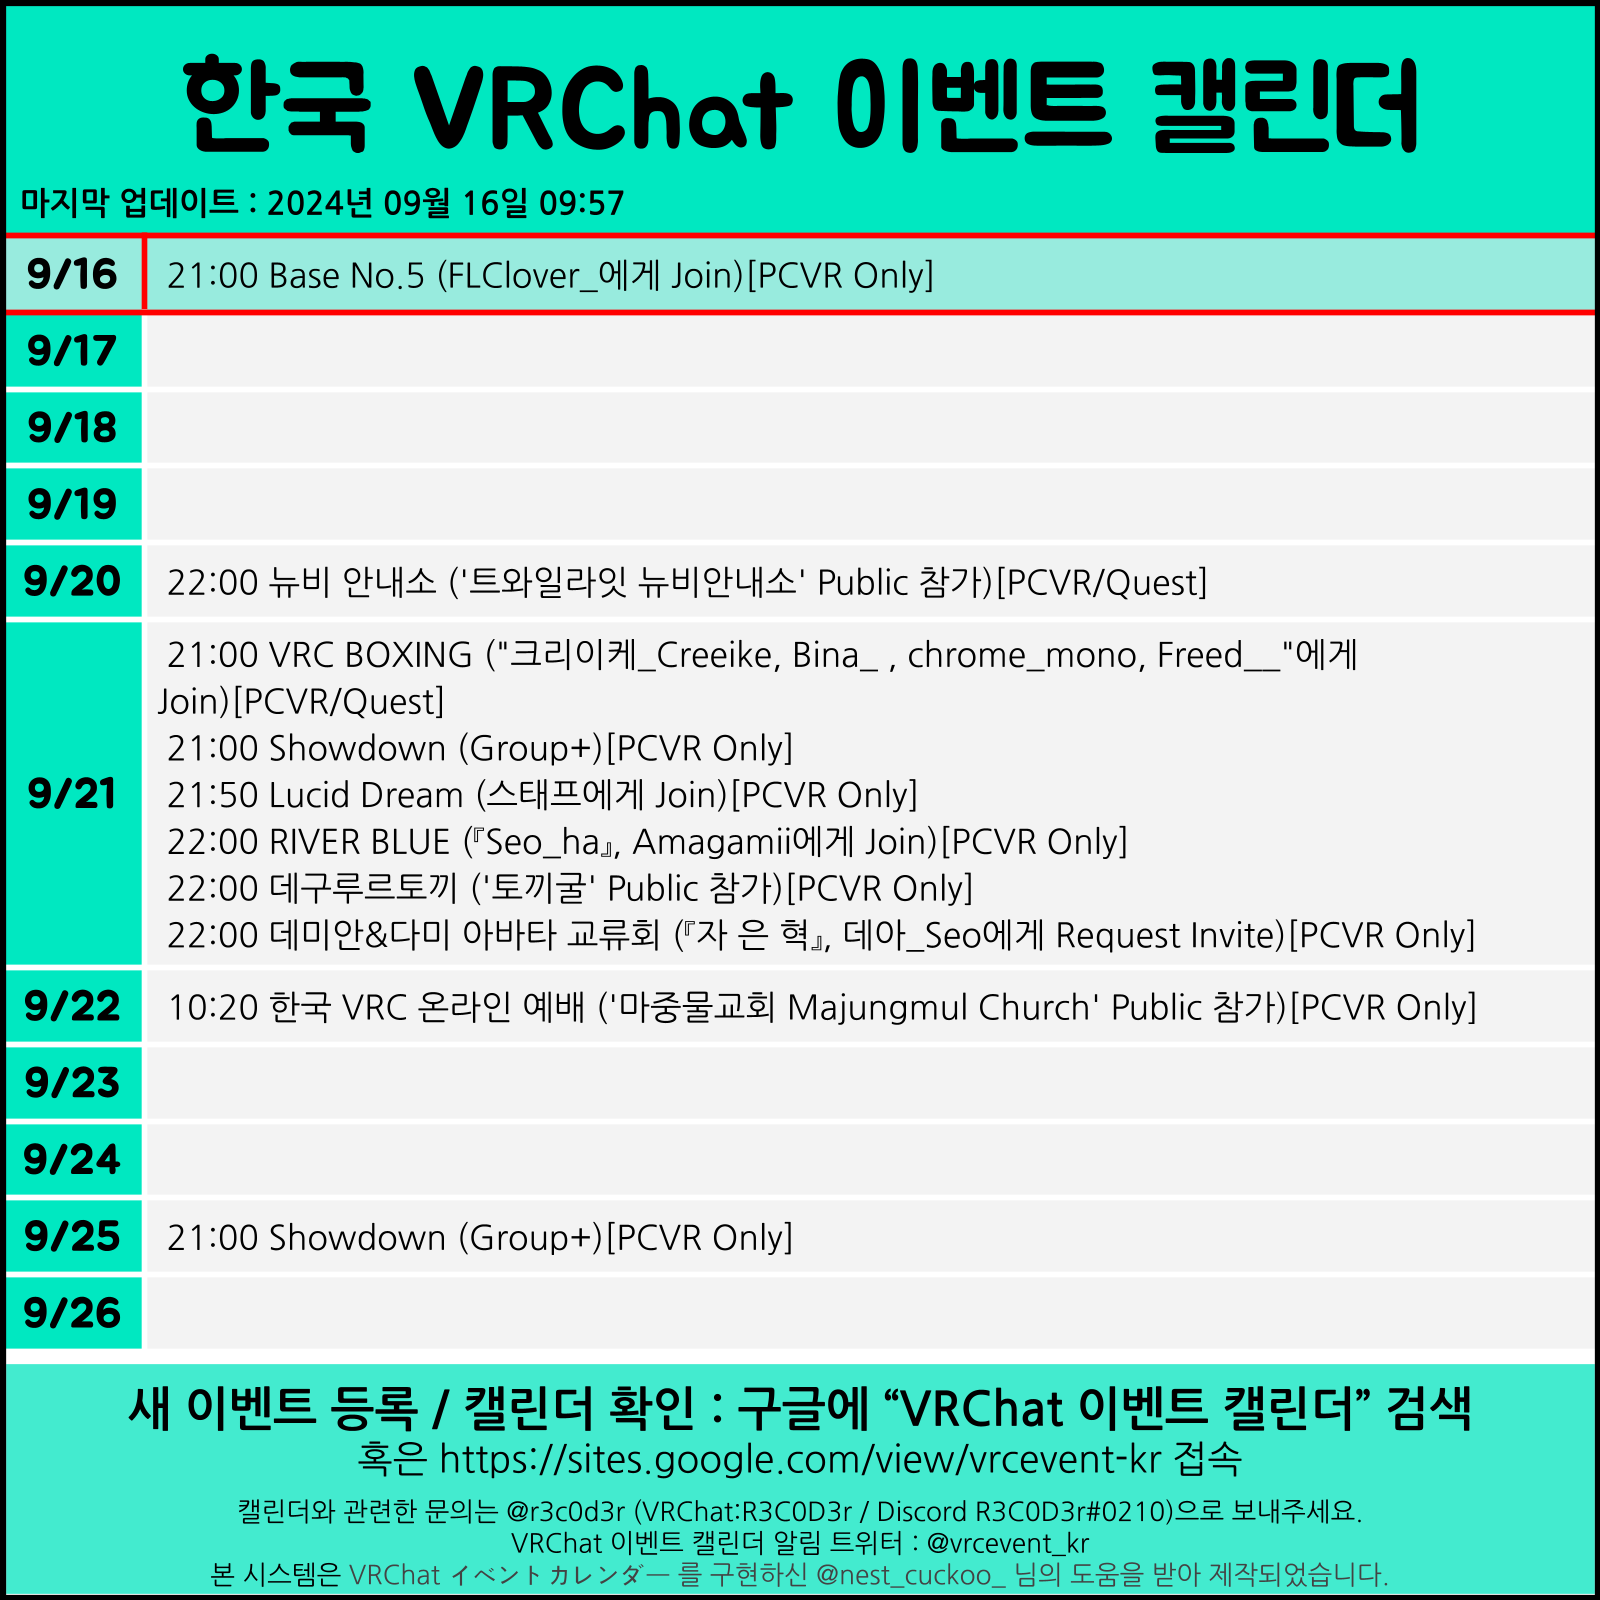 한국 VRChat 이벤트 캘린더
마지막 업데이트 : 2024년 09월 16일 09:57
9/16 21:00 Base No.5 (FLClover_에게 Join)[PCVR Only]
9/17
9/18
9/19
9/20 22:00 뉴비 안내소 ('트와일라잇 뉴비안내소' Public 참가)[PCVR/Quest]
9/21
21:00 VRC BOXING ("크리이케_Creeike, Bina_ , chrome_mono, Freed__"에게
Join)[PCVR/Quest]
21:00 Showdown (Group+)[PCVR Only]
21:50 Lucid Dream (스태프에게 Join)[PCVR Only]
22:00 RIVER BLUE (『Seo_ha』, Amagamii에게 Join)[PCVR Only]
22:00 데구루르토끼 ('토끼굴' Public 참가)[PCVR Only]
22:00 데미안&다미 아바타 교류회 (『자 은 혁』, 데아_Seo에게 Request Invite)[PCVR Only]
9/22 10:20 한국 VRC 온라인 예배 ('마중물교회 Majungmul Church' Public 참가)[PCVR Only]
9/23
9/24
9/25 21:00 Showdown (Group+)[PCVR Only]
9/26
새 이벤트 등록 / 캘린더 확인 : 구글에 “VRChat 이벤트 캘린더” 검색
혹은 https://sites.google.com/view/vrcevent-kr 접속
캘린더와 관련한 문의는 @r3c0d3r (VRChat:R3C0D3r / Discord R3C0D3r#0210)으로 보내주세요.
VRChat 이벤트 캘린더 알림 트위터 : @vrcevent_kr
본 시스템은 VRChat イベントカレンダー 를 구현하신 @nest_cuckoo_ 님의 도움을 받아 제작되었습니다.